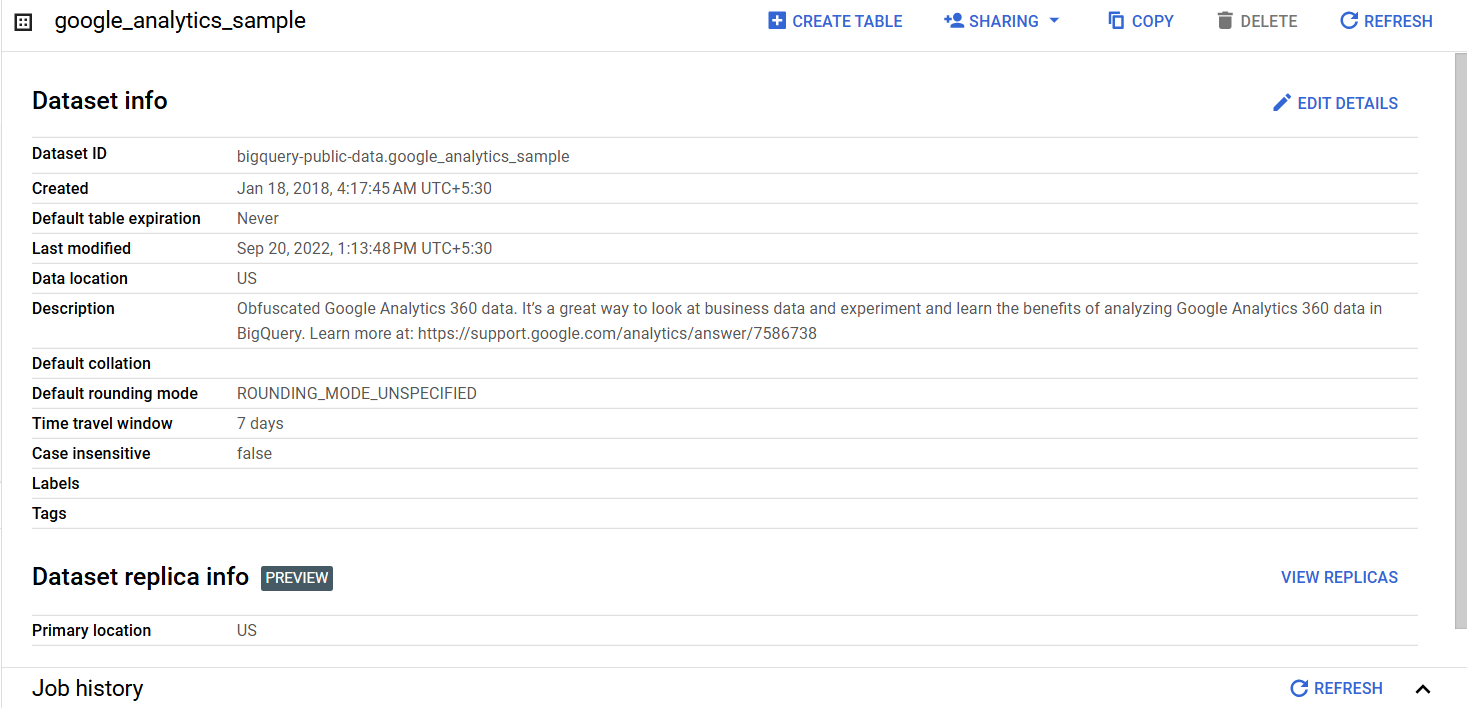 google_analytics_sample CREATE TABLE SHARING COPY DELETE REFRESH
Dataset info EDIT DETAILS
Dataset ID bigquery-public-data.google_analytics_sample
Created Jan 18, 2018, 4:17:45 AM UTC+5:30
Default table expiration Never
Last modified Sep 20, 2022, 1:13:48 PM UTC+5:30
Data location US
Description Obfuscated Google Analytics 360 data. It’s a great way to look at business data and experiment and learn the benefits of analyzing Google Analytics 360 data in
BigQuery. Learn more at: https://support.google.com/analytics/answer/7586738
Default collation
Default rounding mode ROUNDING_MODE_UNSPECIFIED
Time travel window 7 days
Case insensitive false
Labels
Tags
Dataset replica info PREVIEW VIEW REPLICAS
Primary location US
Job history REFRESH